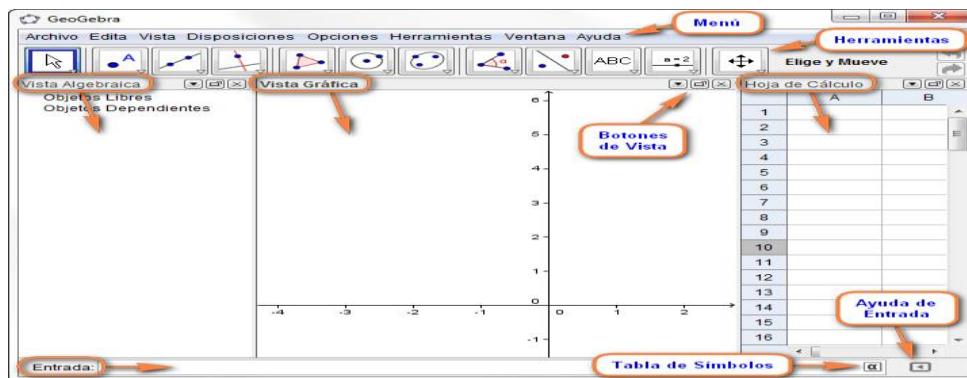 GeoGebra
Menú
Archivo Edita Vista Disposiciones Opciones Herramientas Ventana Ayuda
Herramientas
A
ABC
a=2
Elige y Mueve
Vista Algebraica
Vista Gráfica
Hoja de Cálculo
Objetos Libres
Objetos Dependientes
Botones
de Vista
A B
1
2
3
4
5
6
7
8
9
10
11
12
13
14
15
16
6
5
4
3
2
1
0
-1
-4 -3 -2 -1 0 1 2
Ayuda de
Entrada
Entrada:
Tabla de Símbolos
α